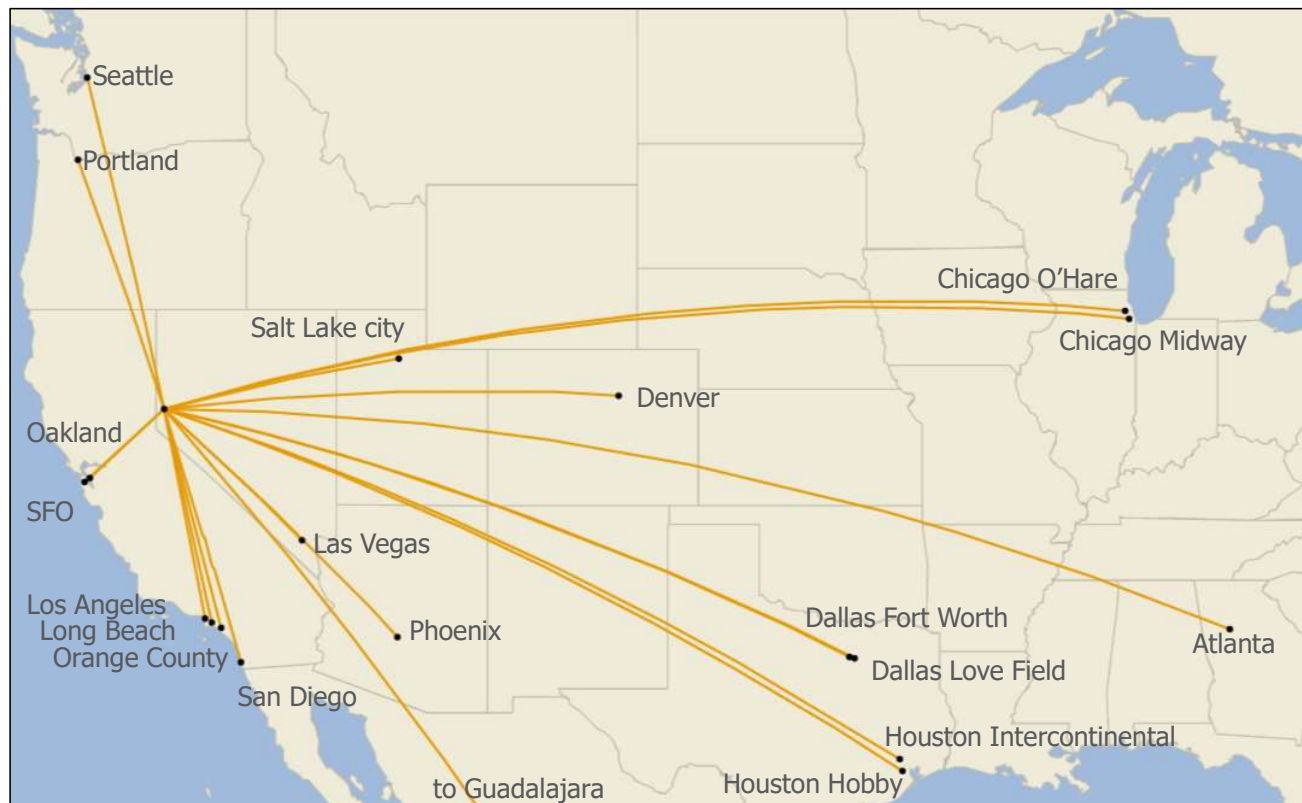 Seattle
Portland
Chicago O’Hare
Salt Lake city
Chicago Midway
Denver
Oakland
SFO
Las Vegas
Los Angeles
Long Beach
Orange County
Phoenix
Dallas Fort Worth
Atlanta
Dallas Love Field
San Diego
Houston Intercontinental
to Guadalajara
Houston Hobby